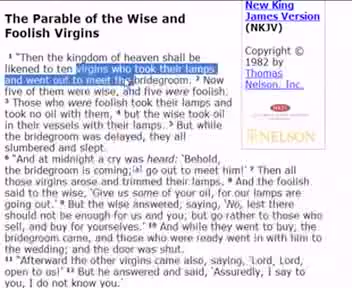 The Parable of the Wise and
Foolish Virgins
1 "Then the kingdom of heaven shall be
likened to ten virgins who took their lamps
and went out to meet the bridegroom. 2 Now
five of them were wise, and five were foolish.
3 Those who were foolish took their lamps and
took no oil with them, 4 but the wise took oil
in their vessels with their lamps. 5 But while
the bridegroom was delayed, they all
slumbered and slept.
6 "And at midnight a cry was heard: 'Behold,
the bridegroom is coming;[a] go out to meet him!' 7 Then all
those virgins arose and trimmed their lamps. 8 And the foolish
said to the wise, 'Give us some of your oil, for our lamps are
going out.' 9 But the wise answered, saying, 'No, lest there
should not be enough for us and you; but go rather to those who
sell, and buy for yourselves.' 10 And while they went to buy, the
bridegroom came, and those who were ready went in with him to
the wedding; and the door was shut.
11 "Afterward the other virgins came also, saying, 'Lord, Lord,
open to us!' 12 But he answered and said, 'Assuredly, I say to
you, I do not know you.'
New King
James Version
(NKJV)
Copyright ©
1982 by
Thomas
Nelson, Inc.
NKJV
NELSON